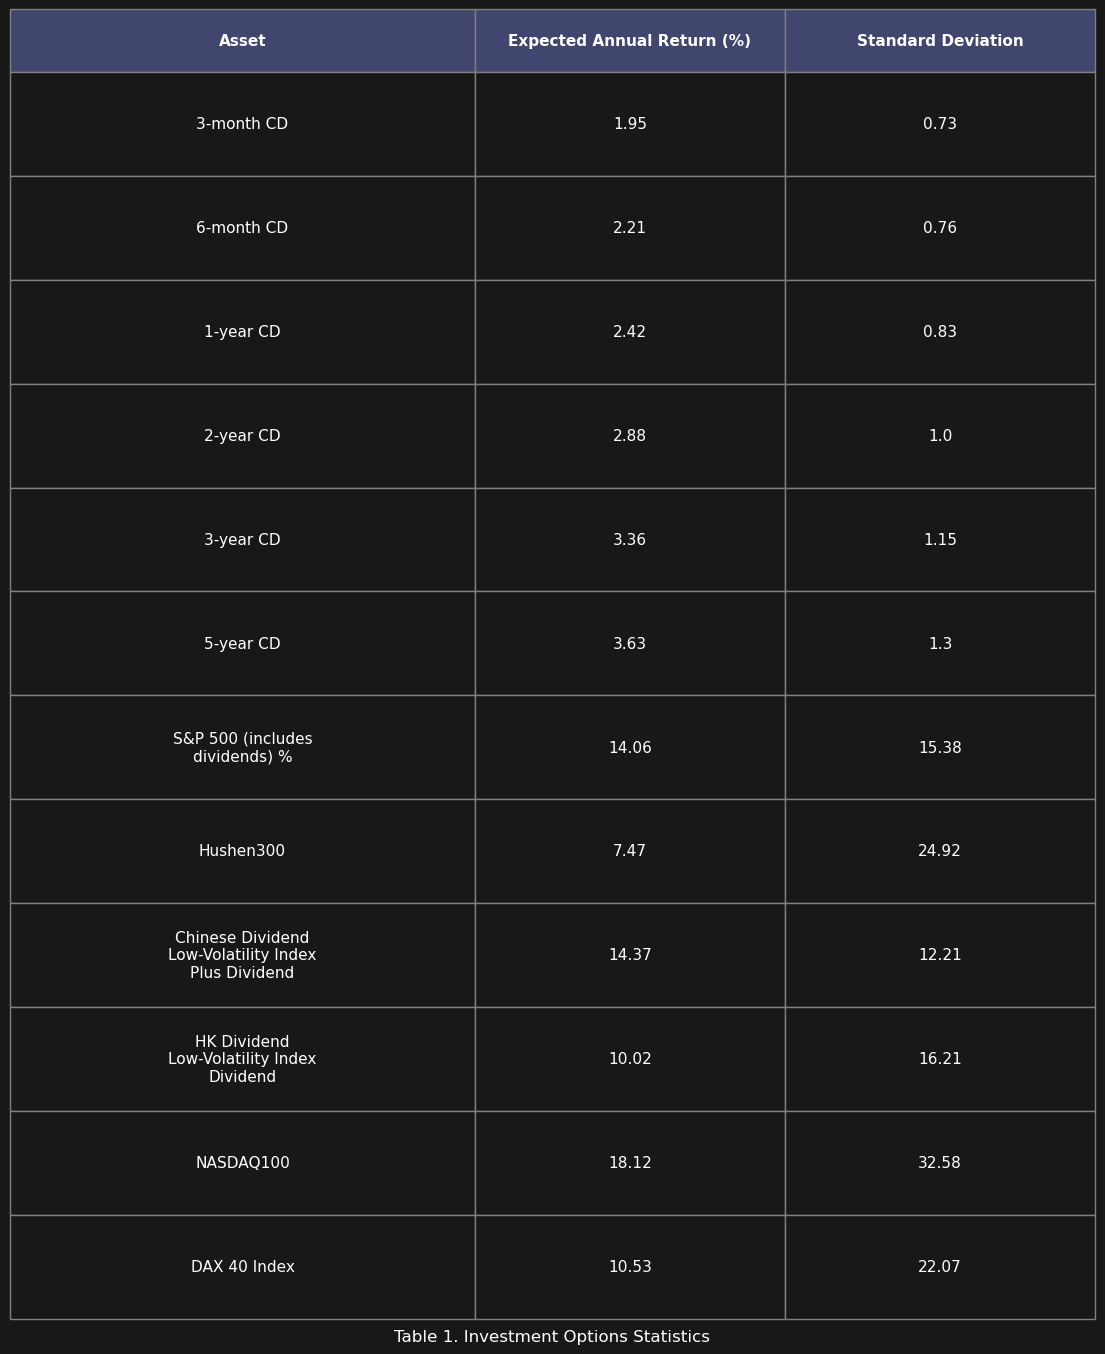 Asset Expected Annual Return (%) Standard Deviation
3-month CD 1.95 0.73
6-month CD 2.21 0.76
1-year CD 2.42 0.83
2-year CD 2.88 1.0
3-year CD 3.36 1.15
5-year CD 3.63 1.3
S&P 500 (includes
dividends) % 14.06 15.38
Hushen300 7.47 24.92
Chinese Dividend
Low-Volatility Index 14.37 12.21
Plus Dividend
HK Dividend
Low-Volatility Index 10.02 16.21
Dividend
NASDAQ100 18.12 32.58
DAX 40 Index 10.53 22.07
Table 1. Investment Options Statistics